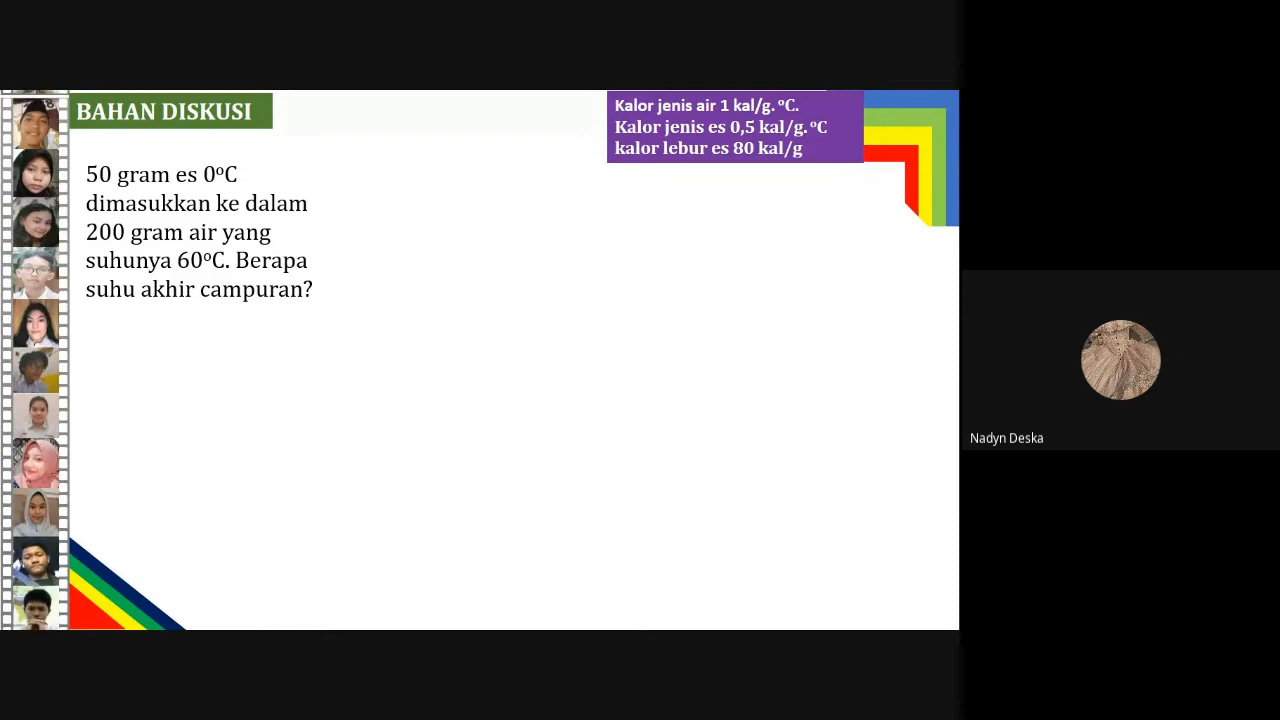 BAHAN DISKUSI
Kalor jenis air 1 kal/g.ºC.
Kalor jenis es 0,5 kal/g.ºC
kalor lebur es 80 kal/g
50 gram es 0ºC
dimasukkan ke dalam
200 gram air yang
suhunya 60ºC. Berapa
suhu akhir campuran?
Nadyn Deska